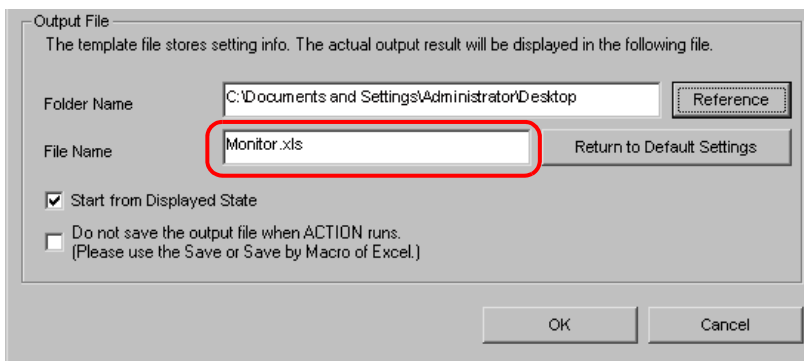 Output File
The template file stores setting info. The actual output result will be displayed in the following file.
Folder Name
C:\Documents and Settings\Administrator\Desktop
Reference
File Name
Monitor.xls
Return to Default Settings
Start from Displayed State
Do not save the output file when ACTION runs.
(Please use the Save or Save by Macro of Excel.)
OK
Cancel